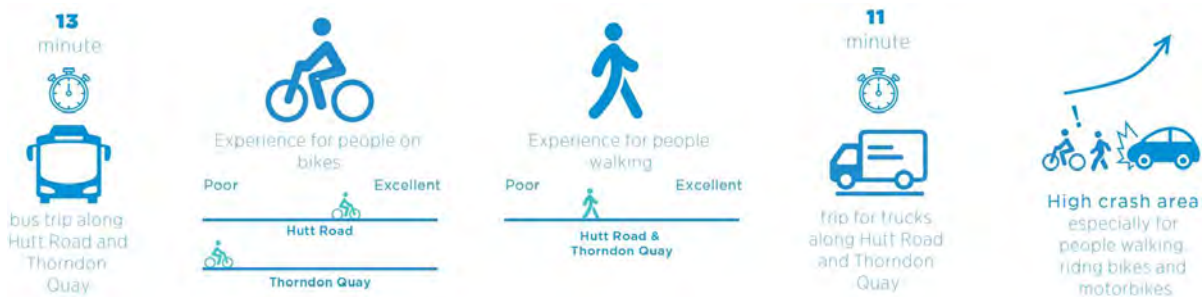 13
minute
bus trip along
Hutt Road and
Thorndon
Quay
Experience for people on
bikes
Poor Excellent
Hutt Road
Thorndon Quay
Experience for people
walking
Poor Excellent
Hutt Road &
Thorndon Quay
11
minute
trip for trucks
along Hutt Road
and Thorndon
Quay
!
High crash area
especially for
people walking,
ridng bikes and
motorbikes